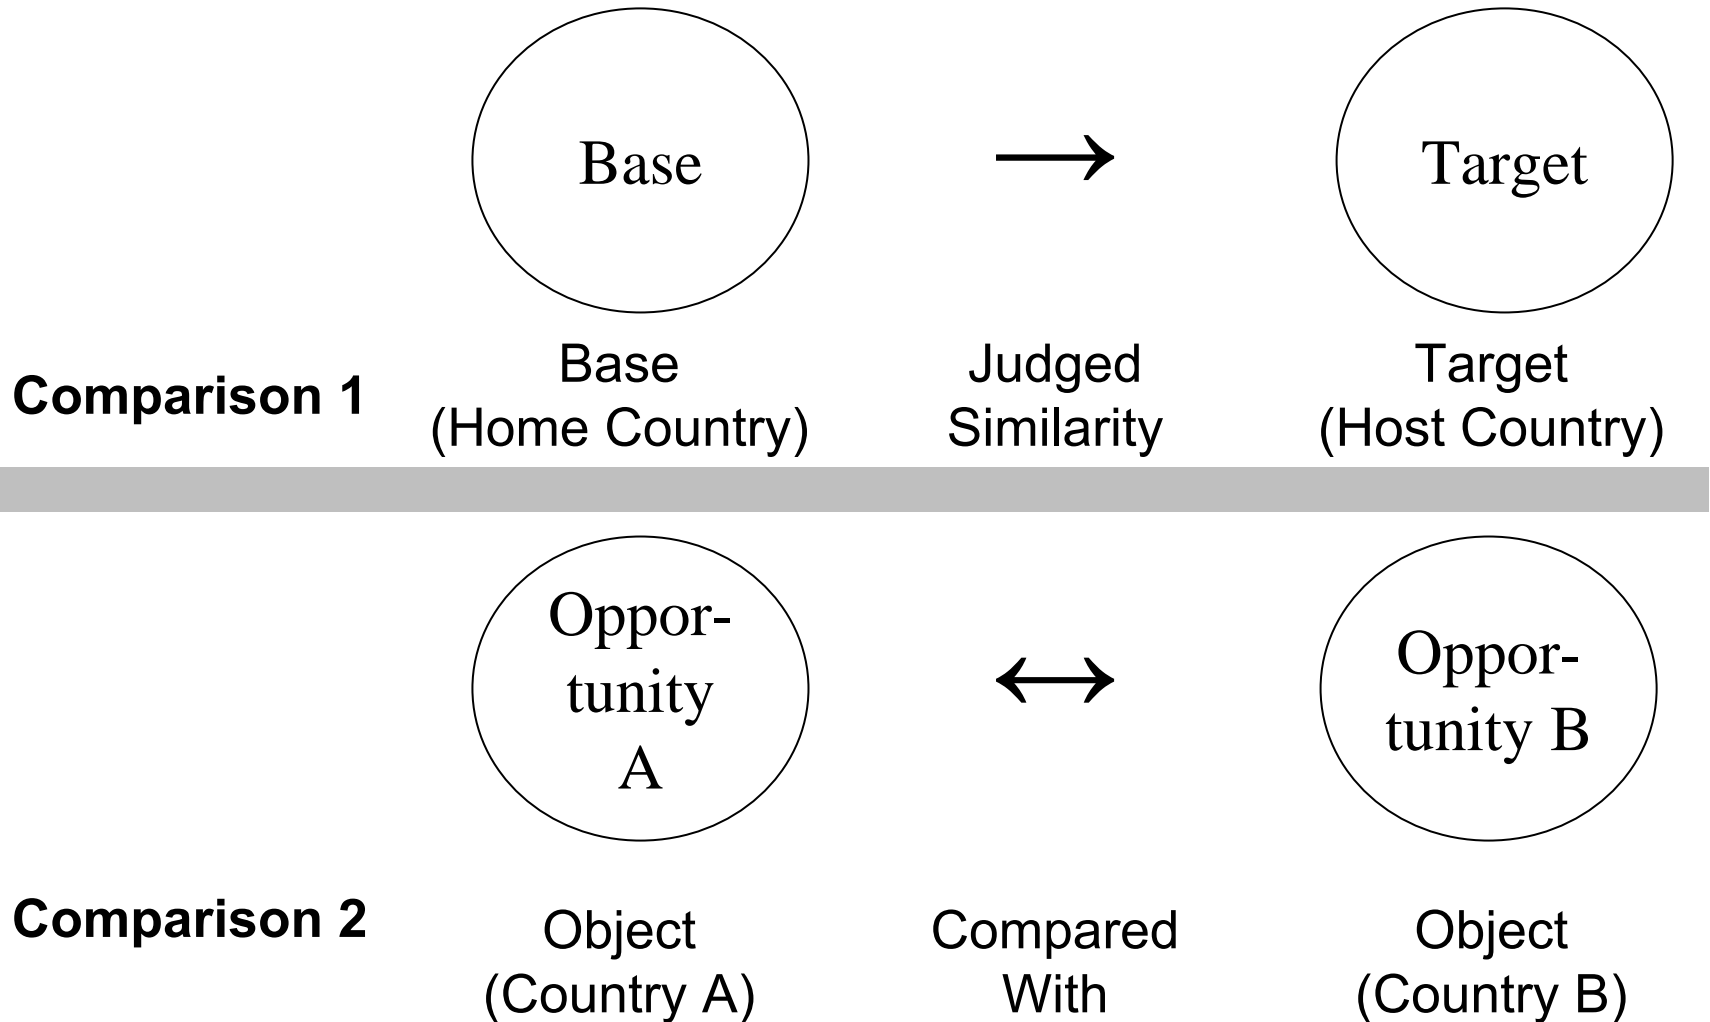 Base
Target
Comparison 1
Base
(Home Country)
Judged
Similarity
Target
(Host Country)
Oppor-
tunity
A
Oppor-
tunity B
Comparison 2
Object
(Country A)
Compared
With
Object
(Country B)